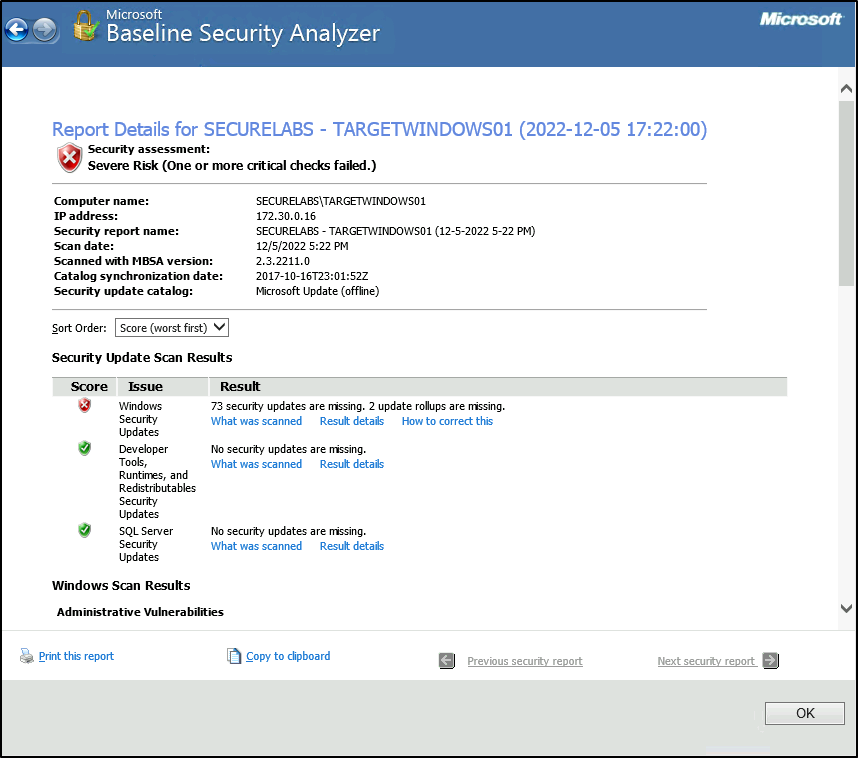 Microsoft
Baseline Security Analyzer
Microsoft
Report Details for SECURELABS - TARGETWINDOWS01 (2022-12-05 17:22:00)
Security assessment:
Severe Risk (One or more critical checks failed.)
Computer name: SECURELABS\TARGETWINDOWS01
IP address: 172.30.0.16
Security report name: SECURELABS - TARGETWINDOWS01 (12-5-2022 5-22 PM)
Scan date: 12/5/2022 5:22 PM
Scanned with MBSA version: 2.3.2211.0
Catalog synchronization date: 2017-10-16T23:01:52Z
Security update catalog: Microsoft Update (offline)
Sort Order: Score (worst first)
Security Update Scan Results
Score Issue Result
Windows
Security
Updates
73 security updates are missing. 2 update rollups are missing.
What was scanned Result details How to correct this
Developer
Tools,
Runtimes, and
Redistributables
Security
Updates
No security updates are missing.
What was scanned Result details
SQL Server
Security
Updates
No security updates are missing.
What was scanned Result details
Windows Scan Results
Administrative Vulnerabilities
Print this report Copy to clipboard Previous security report Next security report
OK